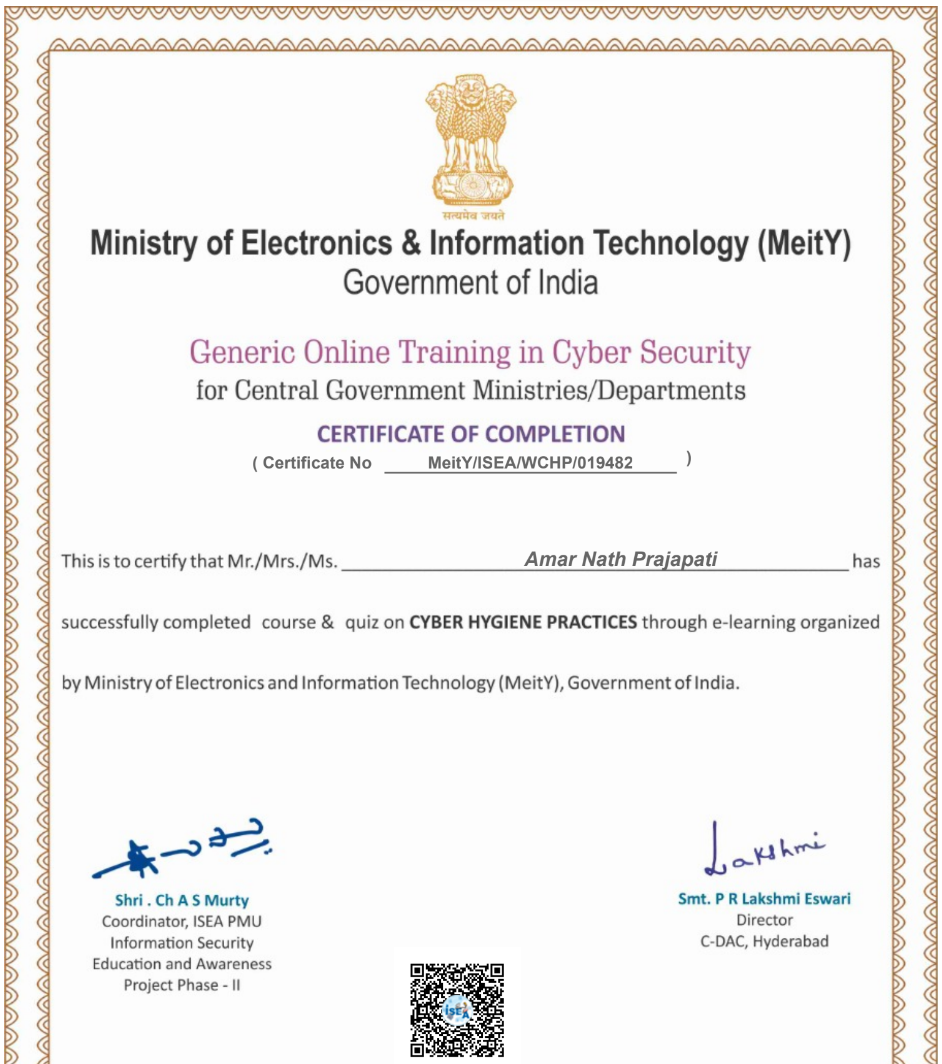 सत्यमेव जयते
Ministry of Electronics & Information Technology (MeitY)
Government of India
Generic Online Training in Cyber Security
for Central Government Ministries/Departments
CERTIFICATE OF COMPLETION
( Certificate No MeitY/ISEA/WCHP/019482 )
This is to certify that Mr./Mrs./Ms. Amar Nath Prajapati has
successfully completed course & quiz on CYBER HYGIENE PRACTICES through e-learning organized
by Ministry of Electronics and Information Technology (MeitY), Government of India.
Lakshmi
Shri . Ch A S Murty
Coordinator, ISEA PMU
Information Security
Education and Awareness
Project Phase - II
Smt. P R Lakshmi Eswari
Director
C-DAC, Hyderabad
ISEA